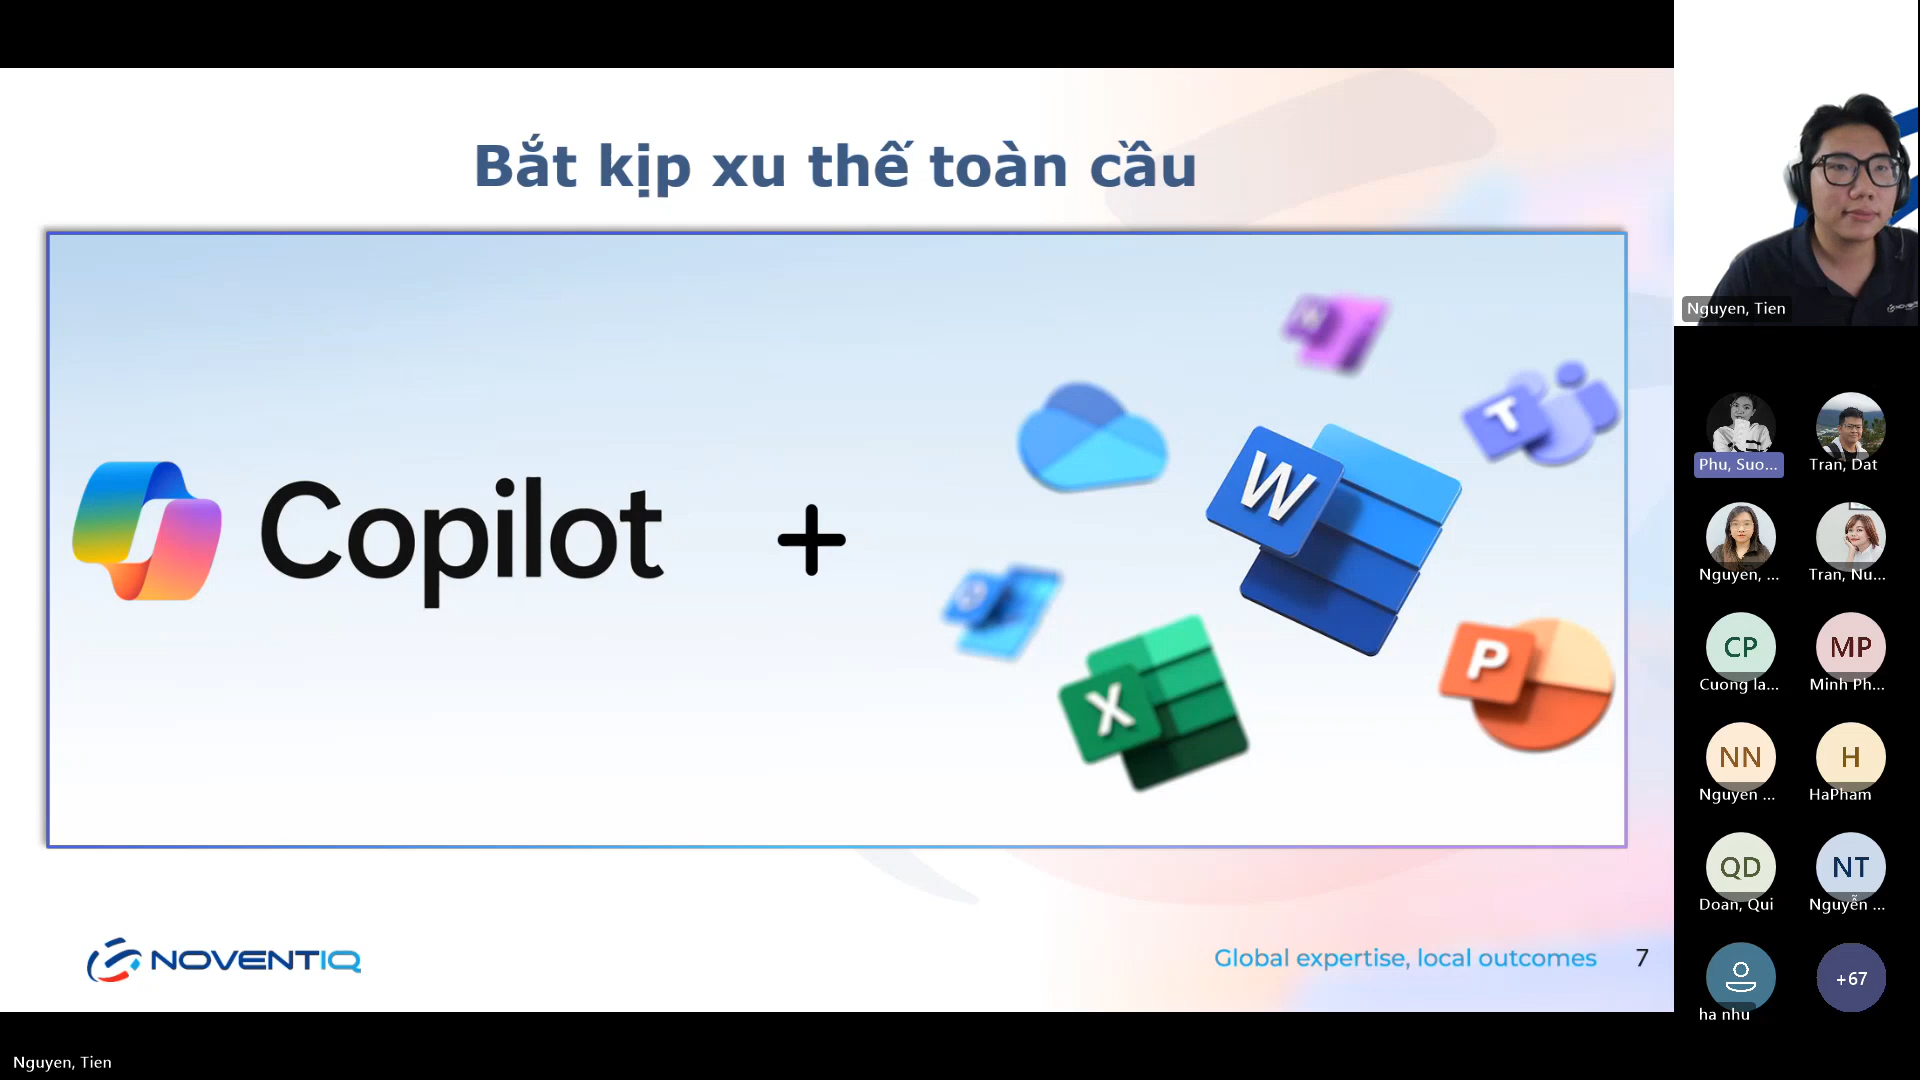 Bắt kịp xu thế toàn cầu
Copilot +
N
T
W
X
P
NOVENTIQ
Global expertise, local outcomes 7
Nguyen, Tien
Phu, Suo...
Tran, Dat
Nguyen, ...
Tran, Nu...
CP
Cuong la...
MP
Minh Ph...
NN
Nguyen ...
H
HaPham
QD
Doan, Qui
NT
Nguyễn ...
ha nhu
+67
Nguyen, Tien